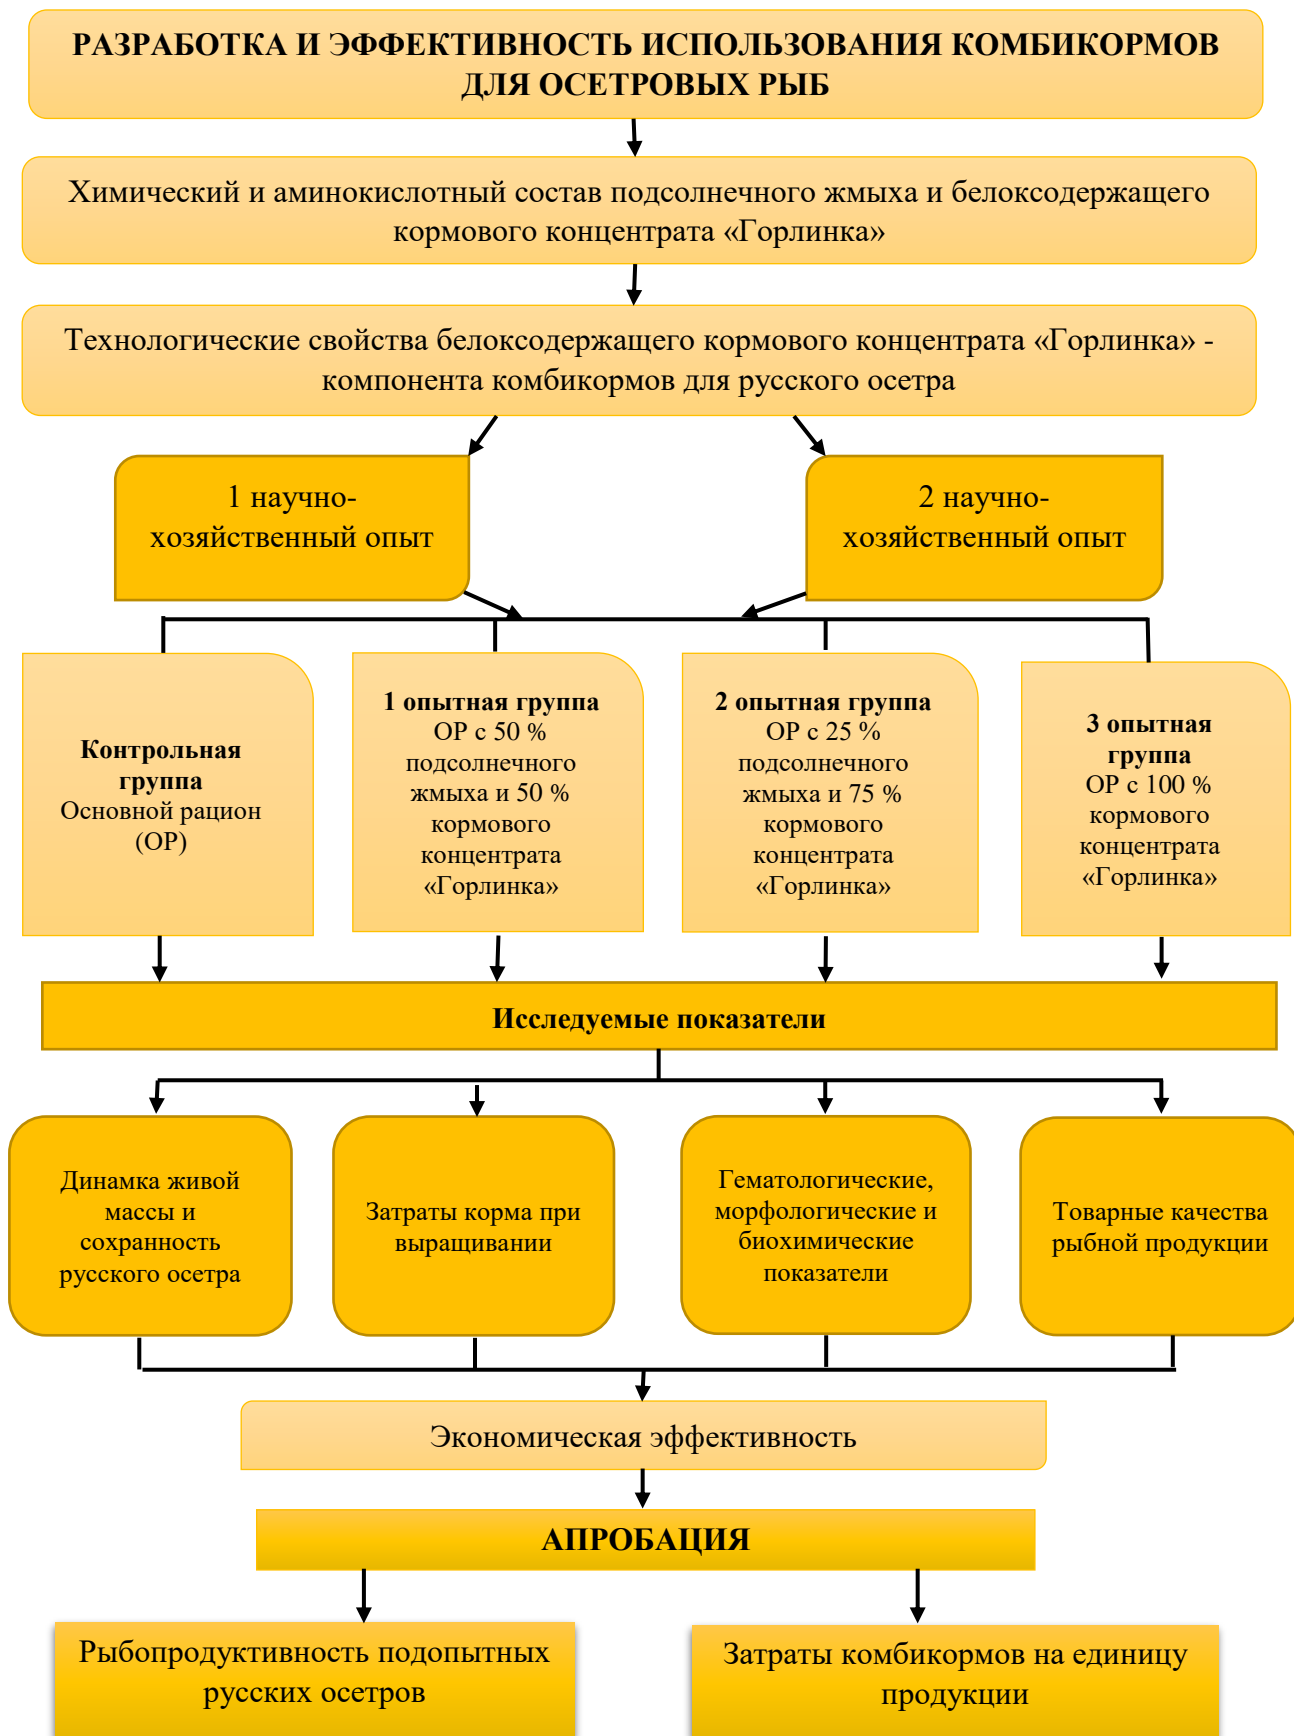 РАЗРАБОТКА И ЭФФЕКТИВНОСТЬ ИСПОЛЬЗОВАНИЯ КОМБИКОРМОВ
ДЛЯ ОСЕТРОВЫХ РЫБ
Химический и аминокислотный состав подсолнечного жмыха и белоксодержащего
кормового концентрата «Горлинка»
Технологические свойства белоксодержащего кормового концентрата «Горлинка» -
компонента комбикормов для русского осетра
1 научно-
хозяйственный опыт
2 научно-
хозяйственный опыт
Контрольная
группа
Основной рацион
(ОР)
1 опытная группа
ОР с 50 %
подсолнечного
жмыха и 50 %
кормового
концентрата
«Горлинка»
2 опытная группа
ОР с 25 %
подсолнечного
жмыха и 75 %
кормового
концентрата
«Горлинка»
3 опытная
группа
ОР с 100 %
кормового
концентрата
«Горлинка»
Исследуемые показатели
Динамка живой
массы и
сохранность
русского осетра
Затраты корма при
выращивании
Гематологические,
морфологические и
биохимические
показатели
Товарные качества
рыбной продукции
Экономическая эффективность
АПРОБАЦИЯ
Рыбопродуктивность подопытных
русских осетров
Затраты комбикормов на единицу
продукции